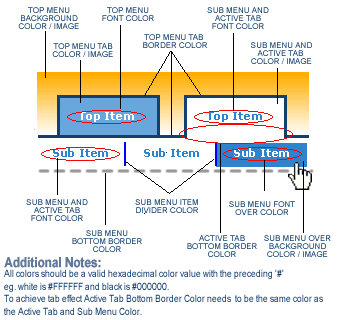 TOP MENU
BACKGROUND
COLOR / IMAGE
TOP MENU
FONT COLOR
SUB MENU AND
ACTIVE TAB
FONT COLOR
TOP MENU TAB
COLOR / IMAGE
TOP MENU TAB
BORDER COLOR
SUB MENU AND
ACTIVE TAB
COLOR / IMAGE
Top Item
Top Item
Sub Item
Sub Item
Sub Item
SUB MENU AND
ACTIVE TAB
FONT COLOR
SUB MENU ITEM
DIVIDER COLOR
SUB MENU FONT
OVER COLOR
SUB MENU
BOTTOM BORDER
COLOR
ACTIVE TAB
BOTTOM BORDER
COLOR
SUB MENU OVER
BACKGROUND
COLOR / IMAGE
Additional Notes:
All colors should be a valid hexadecimal color value with the preceding '#'
eg. white is #FFFFFF and black is #000000.
To achieve tab effect Active Tab Bottom Border Color needs to be the same color as
the Active Tab and Sub Menu Color.